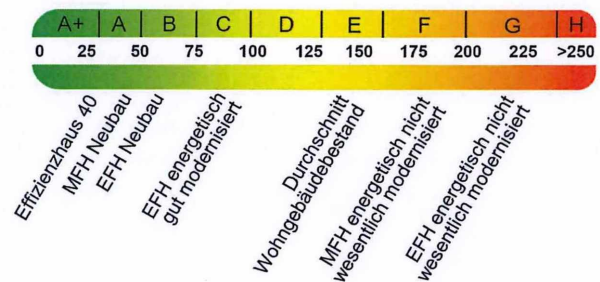 A+ A B C D E F G H
0 25 50 75 100 125 150 175 200 225 >250
Effizienzhaus 40
MFH Neubau
EFH Neubau
EFH energetisch
gut modernisiert
Durchschnitt
Wohngebäudebestand
MFH energetisch nicht
wesentlich modernisiert
EFH energetisch nicht
wesentlich modernisiert